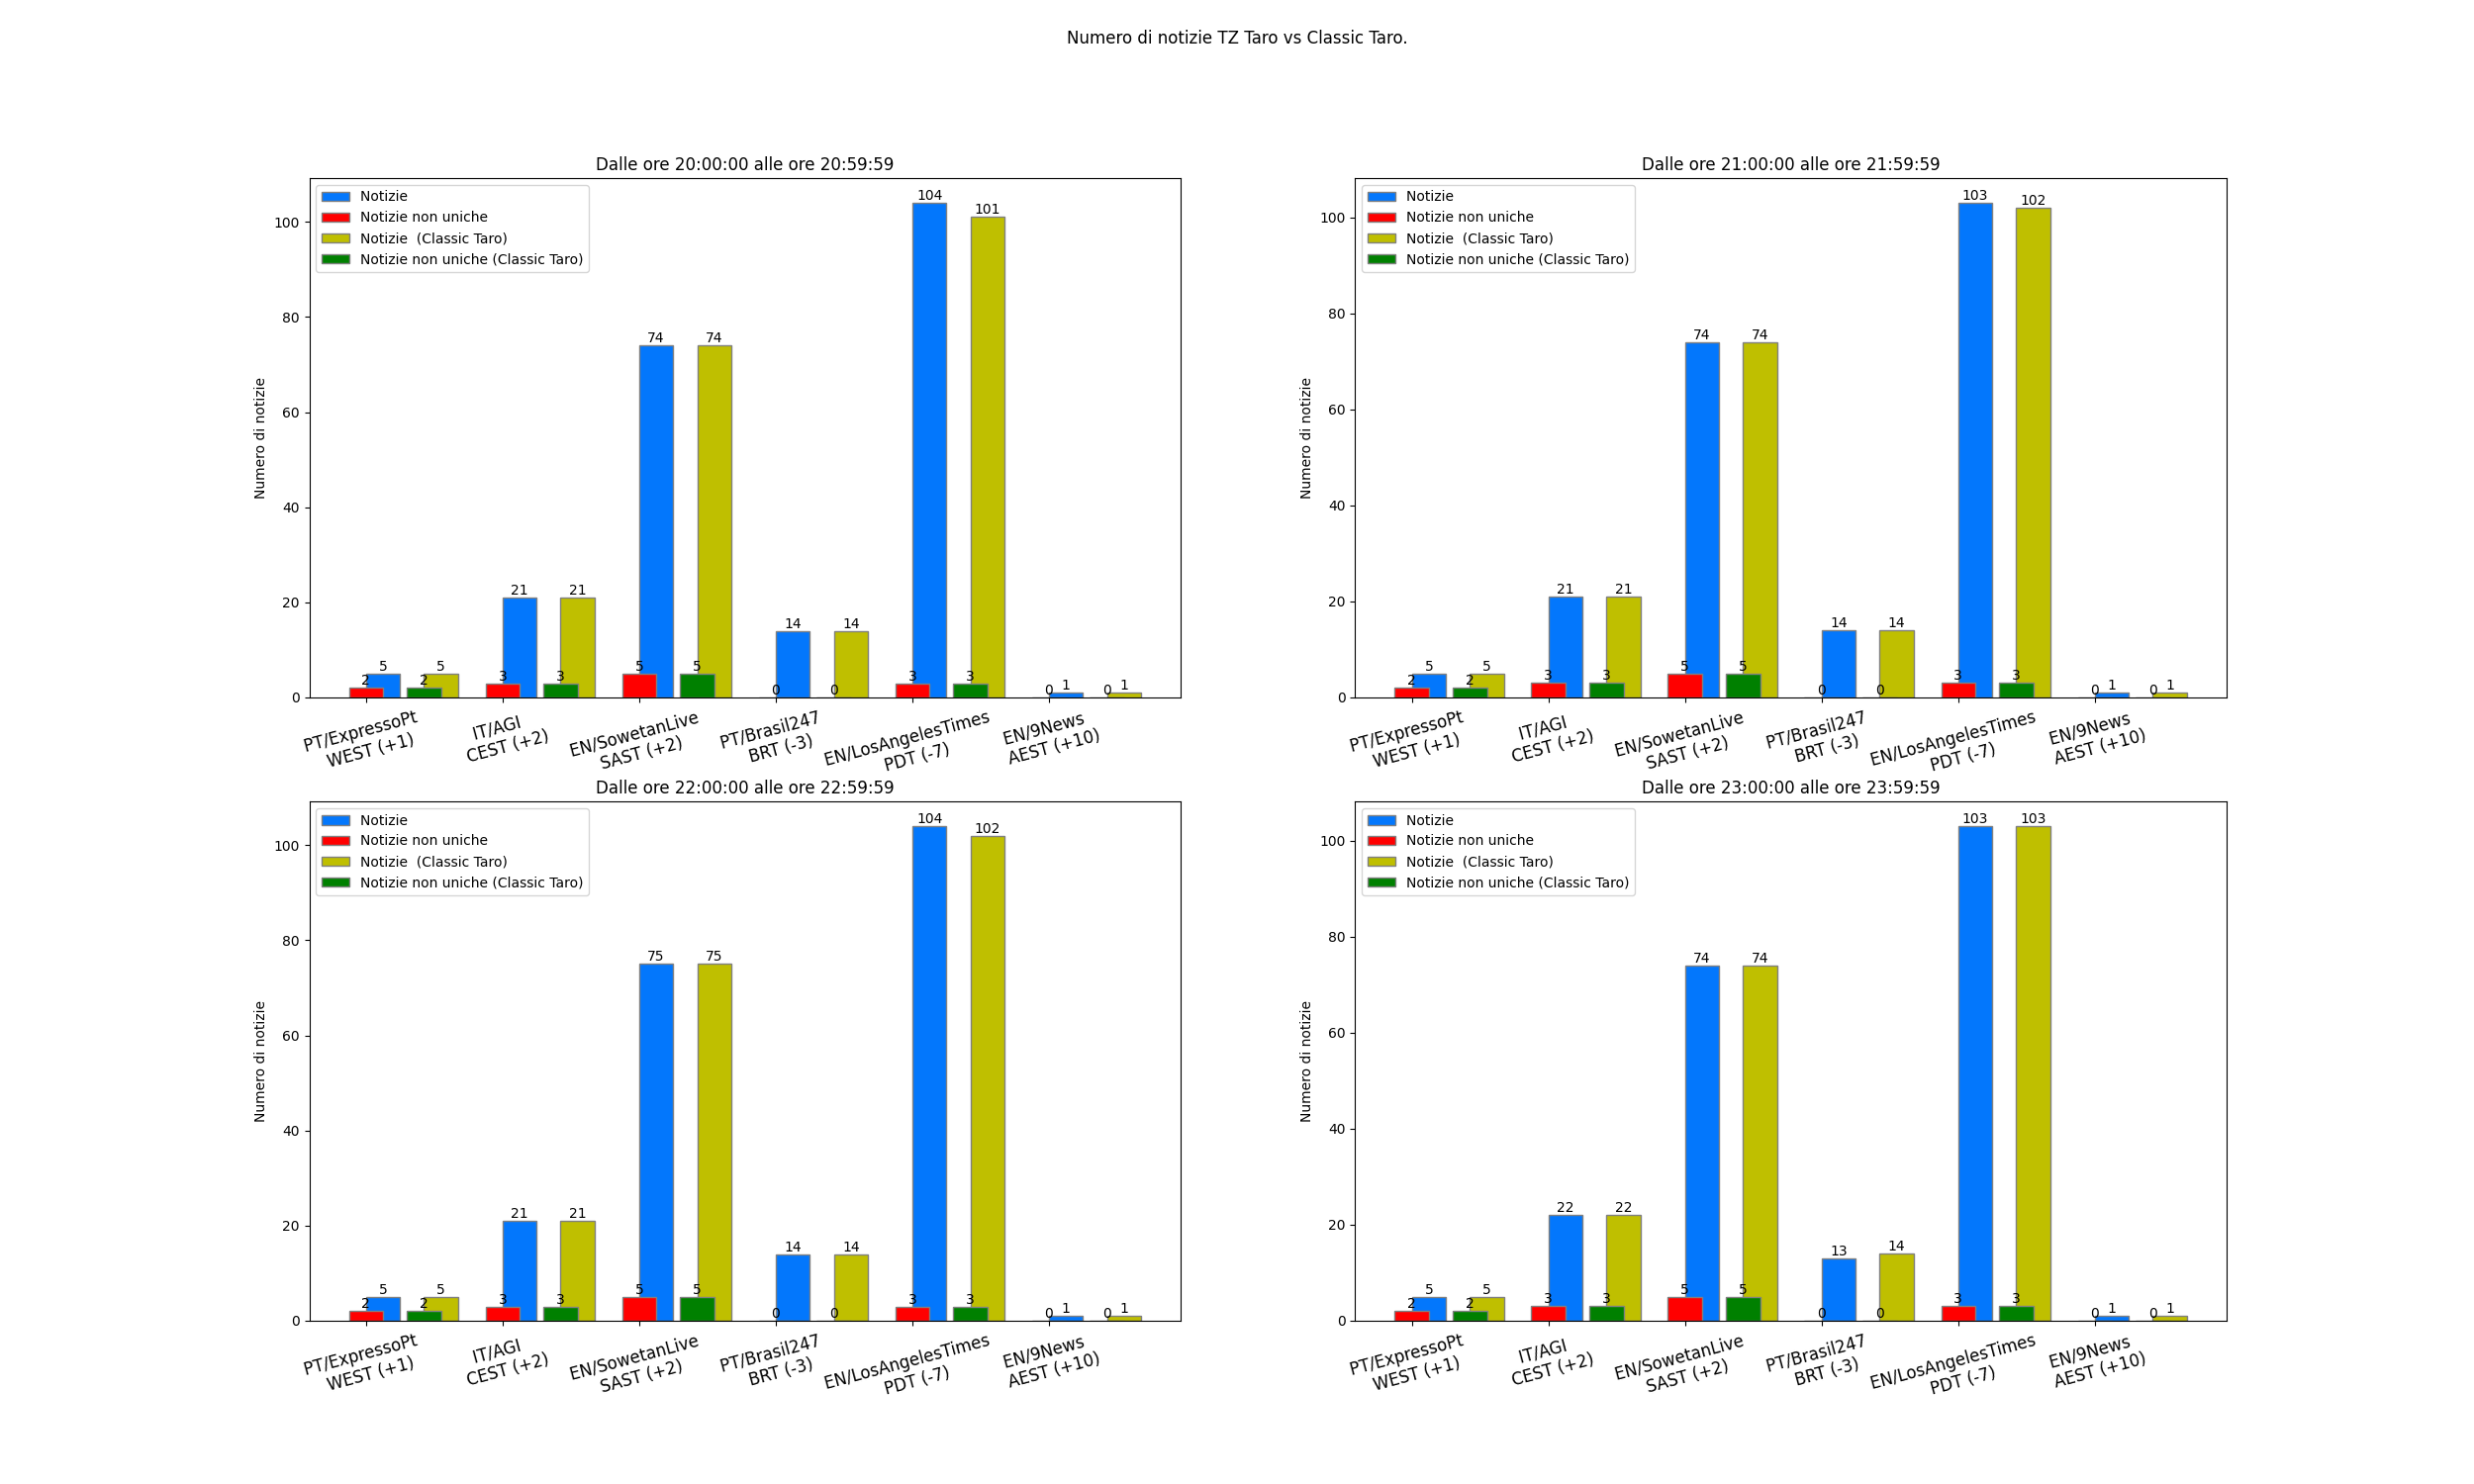 Numero di notizie TZ Taro vs Classic Taro.
Dalle ore 20:00:00 alle ore 20:59:59
Notizie
Notizie non uniche
Notizie  (Classic Taro)
Notizie non uniche (Classic Taro)
Numero di notizie
100
80
60
40
20
0
104
101
74
74
21
21
14
14
5
5
2
2
3
3
5
5
0
0
3
3
0
1
0
1
PT/ExpressoPt
WEST (+1)
IT/AGI
CEST (+2)
EN/SowetanLive
SAST (+2)
PT/Brasil247
BRT (-3)
EN/LosAngelesTimes
PDT (-7)
EN/9News
AEST (+10)
Dalle ore 21:00:00 alle ore 21:59:59
Notizie
Notizie non uniche
Notizie  (Classic Taro)
Notizie non uniche (Classic Taro)
Numero di notizie
100
80
60
40
20
0
103
102
74
74
21
21
14
14
5
5
2
2
3
3
5
5
0
0
3
3
0
1
0
1
PT/ExpressoPt
WEST (+1)
IT/AGI
CEST (+2)
EN/SowetanLive
SAST (+2)
PT/Brasil247
BRT (-3)
EN/LosAngelesTimes
PDT (-7)
EN/9News
AEST (+10)
Dalle ore 22:00:00 alle ore 22:59:59
Notizie
Notizie non uniche
Notizie  (Classic Taro)
Notizie non uniche (Classic Taro)
Numero di notizie
100
80
60
40
20
0
104
102
75
75
21
21
14
14
5
5
2
2
3
3
5
5
0
0
3
3
0
1
0
1
PT/ExpressoPt
WEST (+1)
IT/AGI
CEST (+2)
EN/SowetanLive
SAST (+2)
PT/Brasil247
BRT (-3)
EN/LosAngelesTimes
PDT (-7)
EN/9News
AEST (+10)
Dalle ore 23:00:00 alle ore 23:59:59
Notizie
Notizie non uniche
Notizie  (Classic Taro)
Notizie non uniche (Classic Taro)
Numero di notizie
100
80
60
40
20
0
103
103
74
74
22
22
13
14
5
5
2
2
3
3
5
5
0
0
3
3
0
1
0
1
PT/ExpressoPt
WEST (+1)
IT/AGI
CEST (+2)
EN/SowetanLive
SAST (+2)
PT/Brasil247
BRT (-3)
EN/LosAngelesTimes
PDT (-7)
EN/9News
AEST (+10)